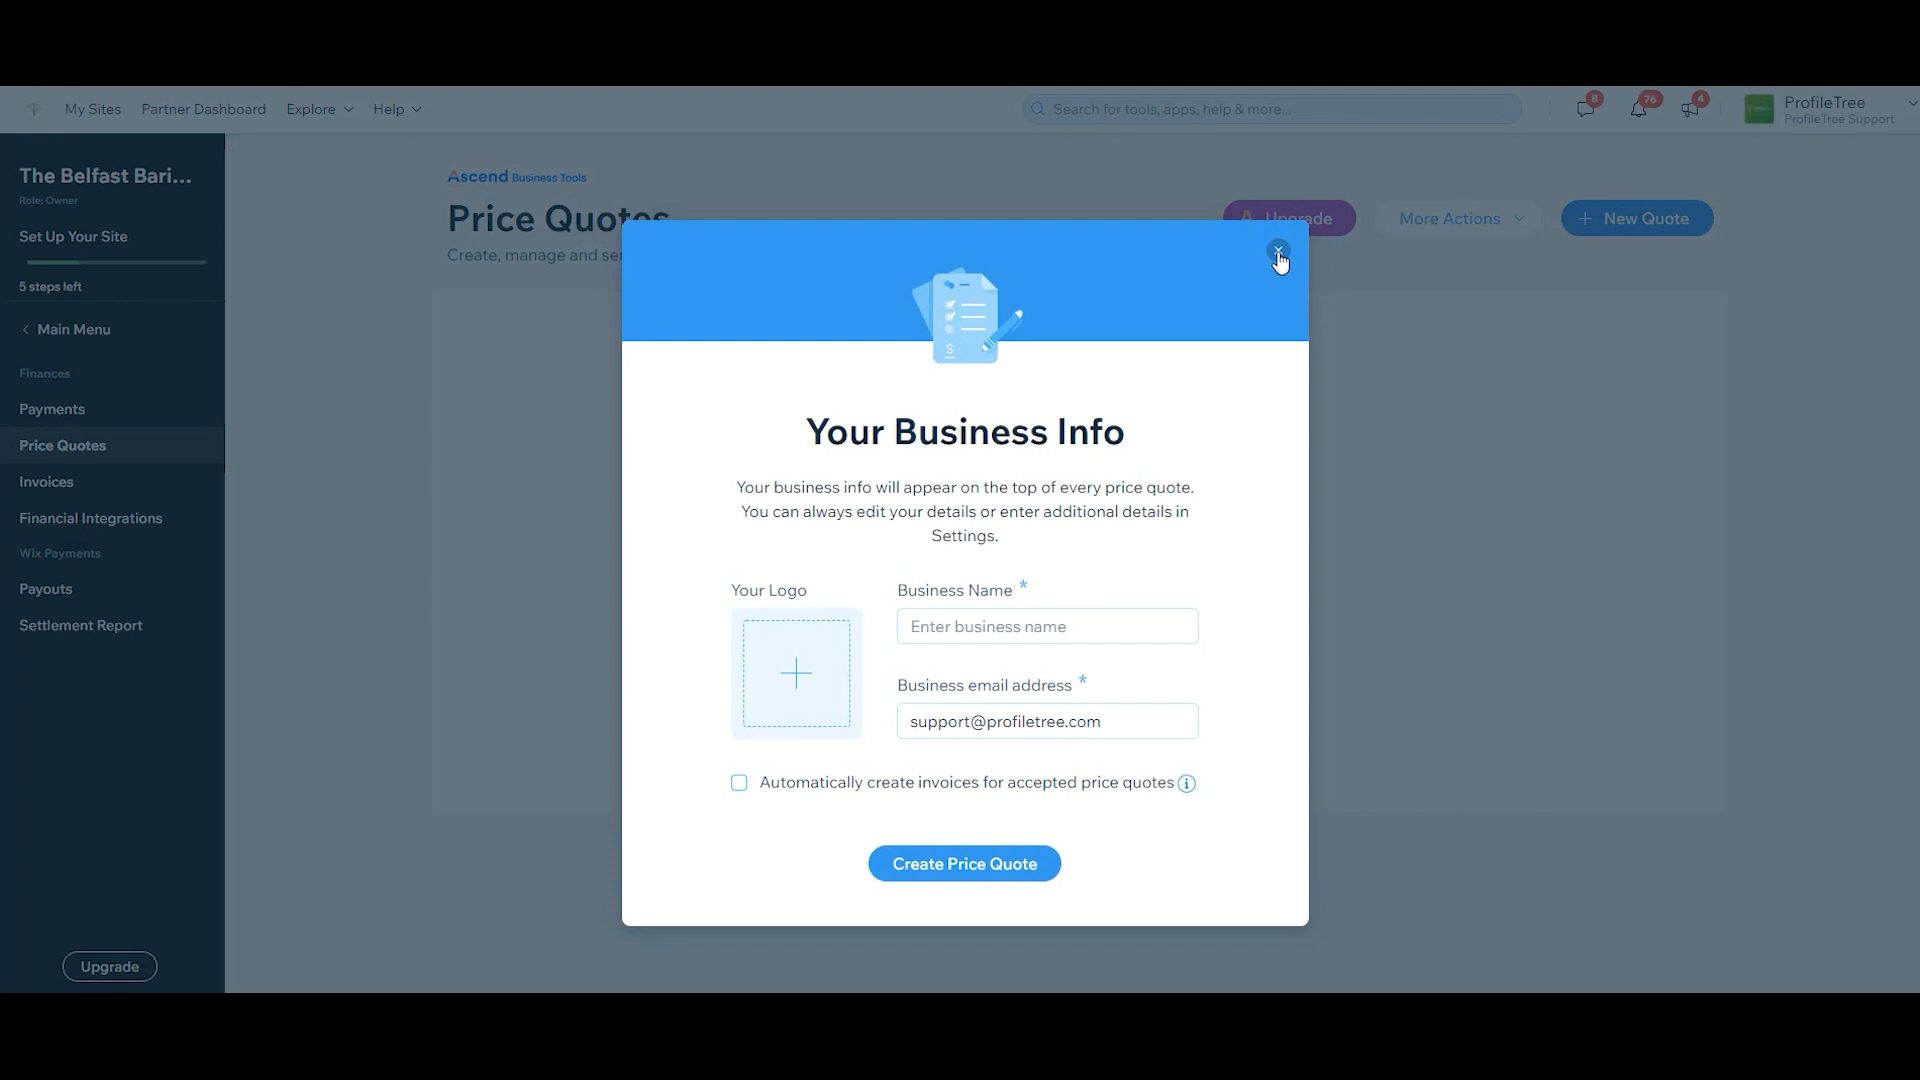 My Sites
Partner Dashboard
Explore
Help
Search for tools, apps, help & more...
8
76
4
ProfileTree
ProfileTree Support
The Belfast Bari...
Role: Owner
Set Up Your Site
5 steps left
Main Menu
Finances
Payments
Price Quotes
Invoices
Financial Integrations
Wix Payments
Payouts
Settlement Report
Upgrade
Ascend Business Tools
Price Quotes
Create, manage and se
Upgrade
More Actions
+ New Quote
$
Your Business Info
Your business info will appear on the top of every price quote.
You can always edit your details or enter additional details in
Settings.
Your Logo
Business Name *
Enter business name
Business email address *
support@profiletree.com
Automatically create invoices for accepted price quotes
Create Price Quote